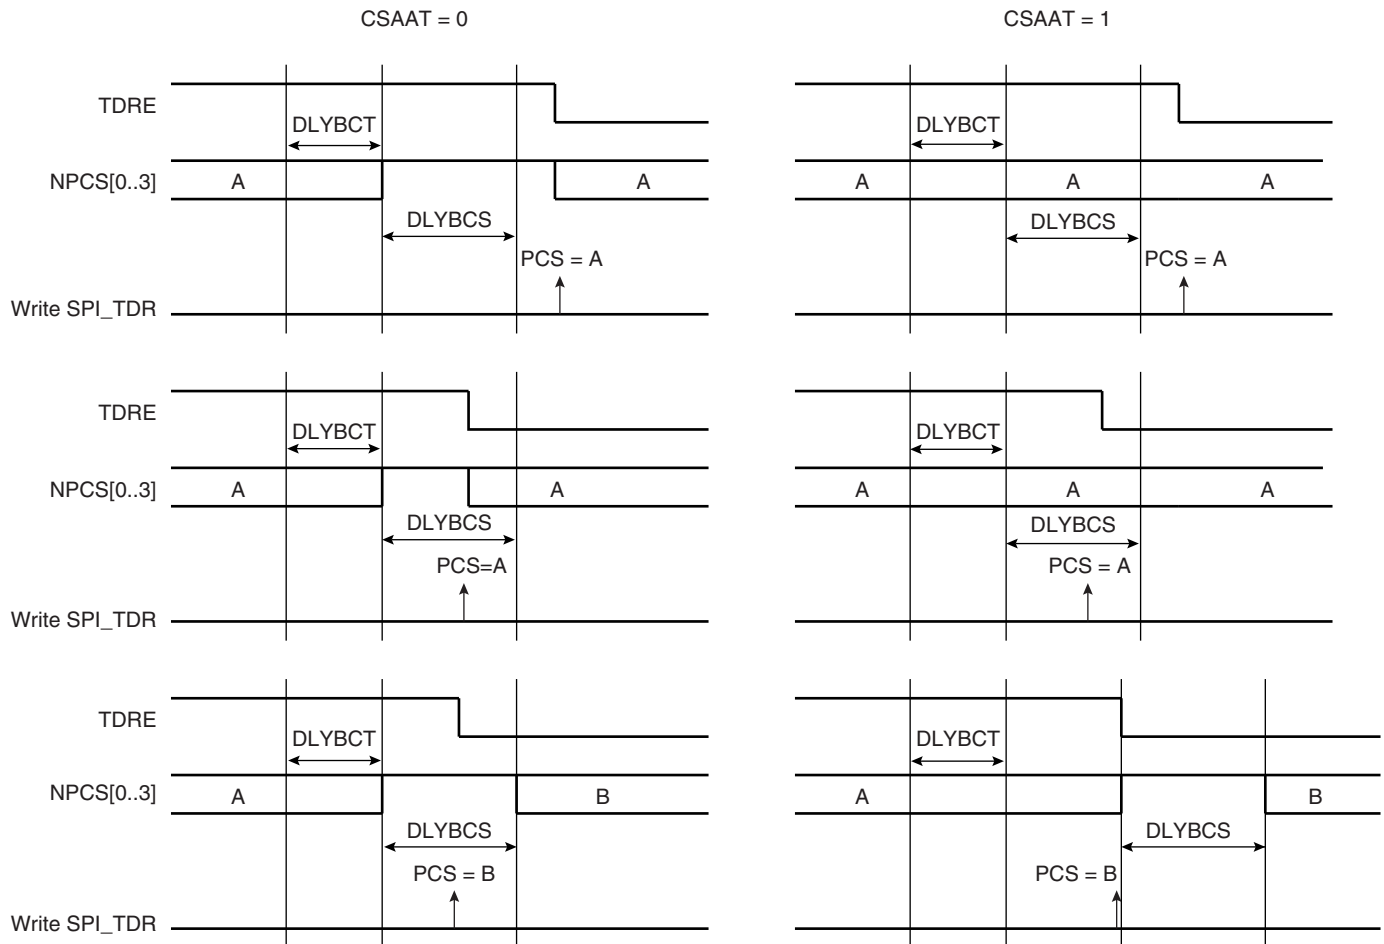 CSAAT = 0
CSAAT = 1
TDRE
DLYBCT
DLYBCT
NPCS[0..3]
A
A
A
A
A
DLYBCS
DLYBCS
PCS = A
PCS = A
Write SPI_TDR
TDRE
DLYBCT
DLYBCT
NPCS[0..3]
A
A
A
A
A
DLYBCS
DLYBCS
PCS=A
PCS = A
Write SPI_TDR
TDRE
DLYBCT
DLYBCT
NPCS[0..3]
A
B
A
B
DLYBCS
DLYBCS
PCS = B
PCS = B
Write SPI_TDR